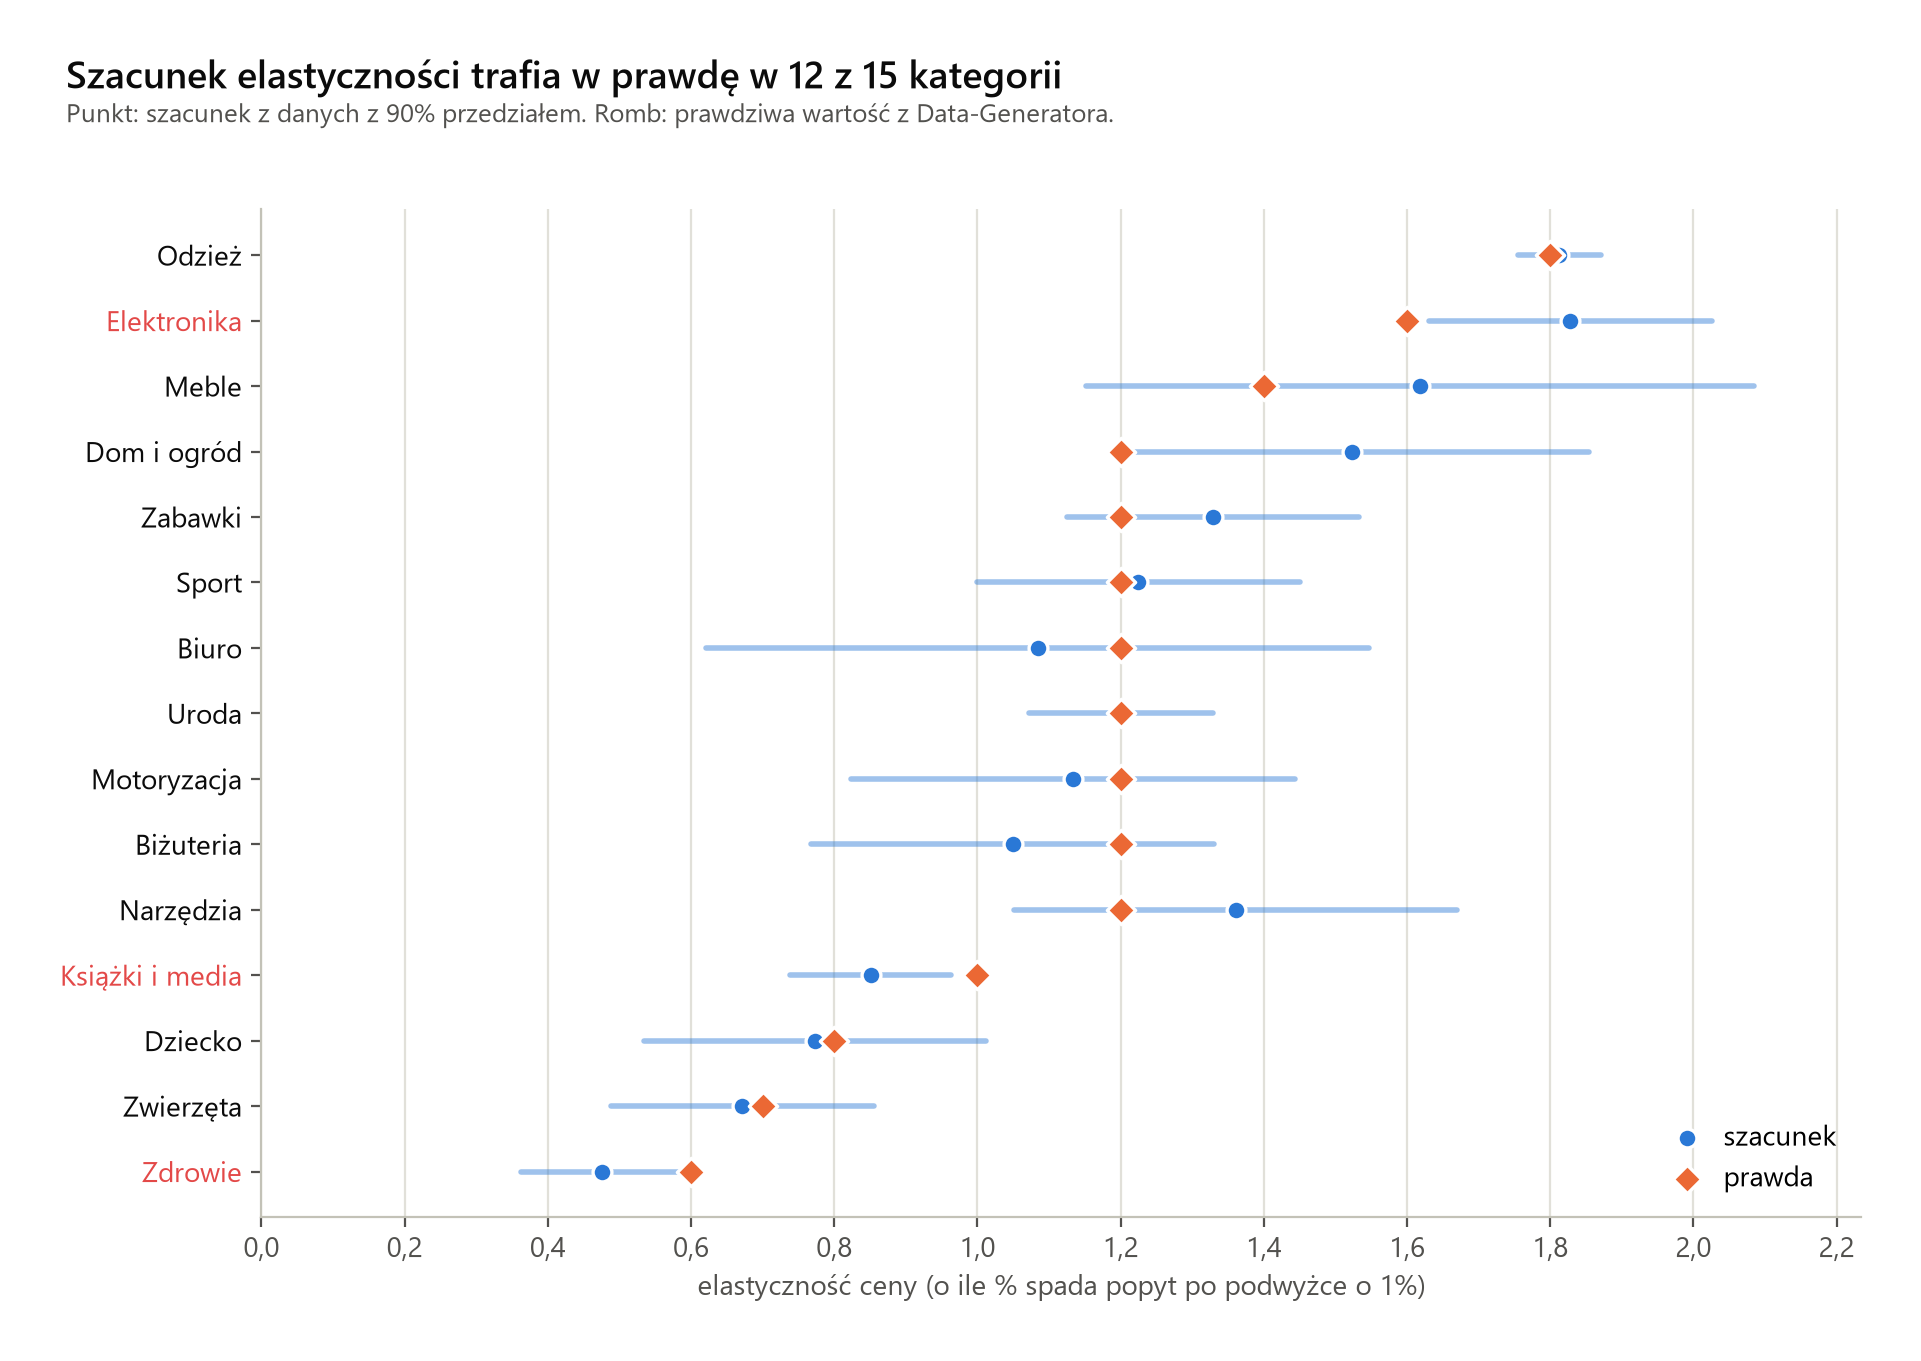 Szacunek elastyczności trafia w prawdę w 12 z 15 kategorii
Punkt: szacunek z danych z 90% przedziałem. Romb: prawdziwa wartość z Data-Generatora.
Odzież
Elektronika
Meble
Dom i ogród
Zabawki
Sport
Biuro
Uroda
Motoryzacja
Biżuteria
Narzędzia
Książki i media
Dziecko
Zwierzęta
Zdrowie
szacunek
prawda
0,0 0,2 0,4 0,6 0,8 1,0 1,2 1,4 1,6 1,8 2,0 2,2
elastyczność ceny (o ile % spada popyt po podwyżce o 1%)